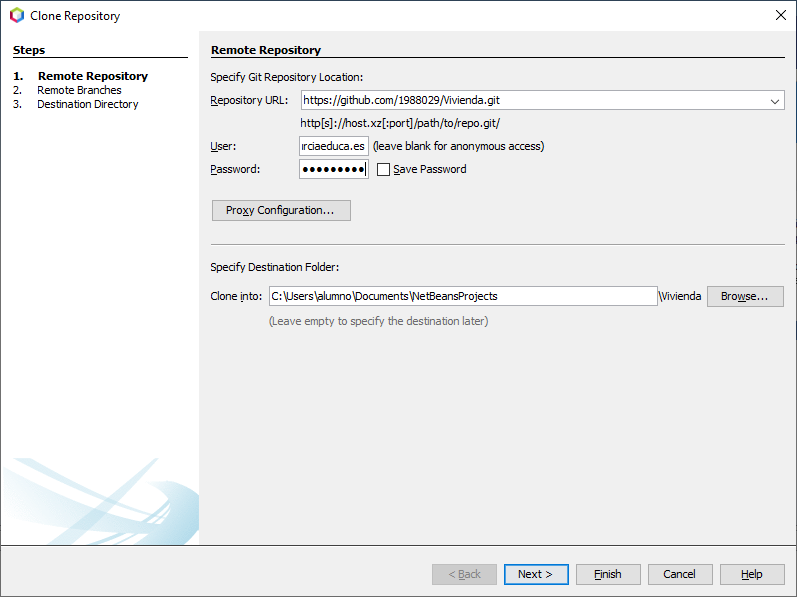 Clone Repository
Steps
1. Remote Repository
2. Remote Branches
3. Destination Directory
Remote Repository
Specify Git Repository Location:
Repository URL: https://github.com/1988029/Vivienda.git
http[s]://host.xz[:port]/path/to/repo.git/
User: rciaeduca.es (leave blank for anonymous access)
Password: ●●●●●●●●● Save Password
Proxy Configuration...
Specify Destination Folder:
Clone into: C:\Users\alumno\Documents\NetBeansProjects \Vivienda Browse...
(Leave empty to specify the destination later)
< Back Next > Finish Cancel Help